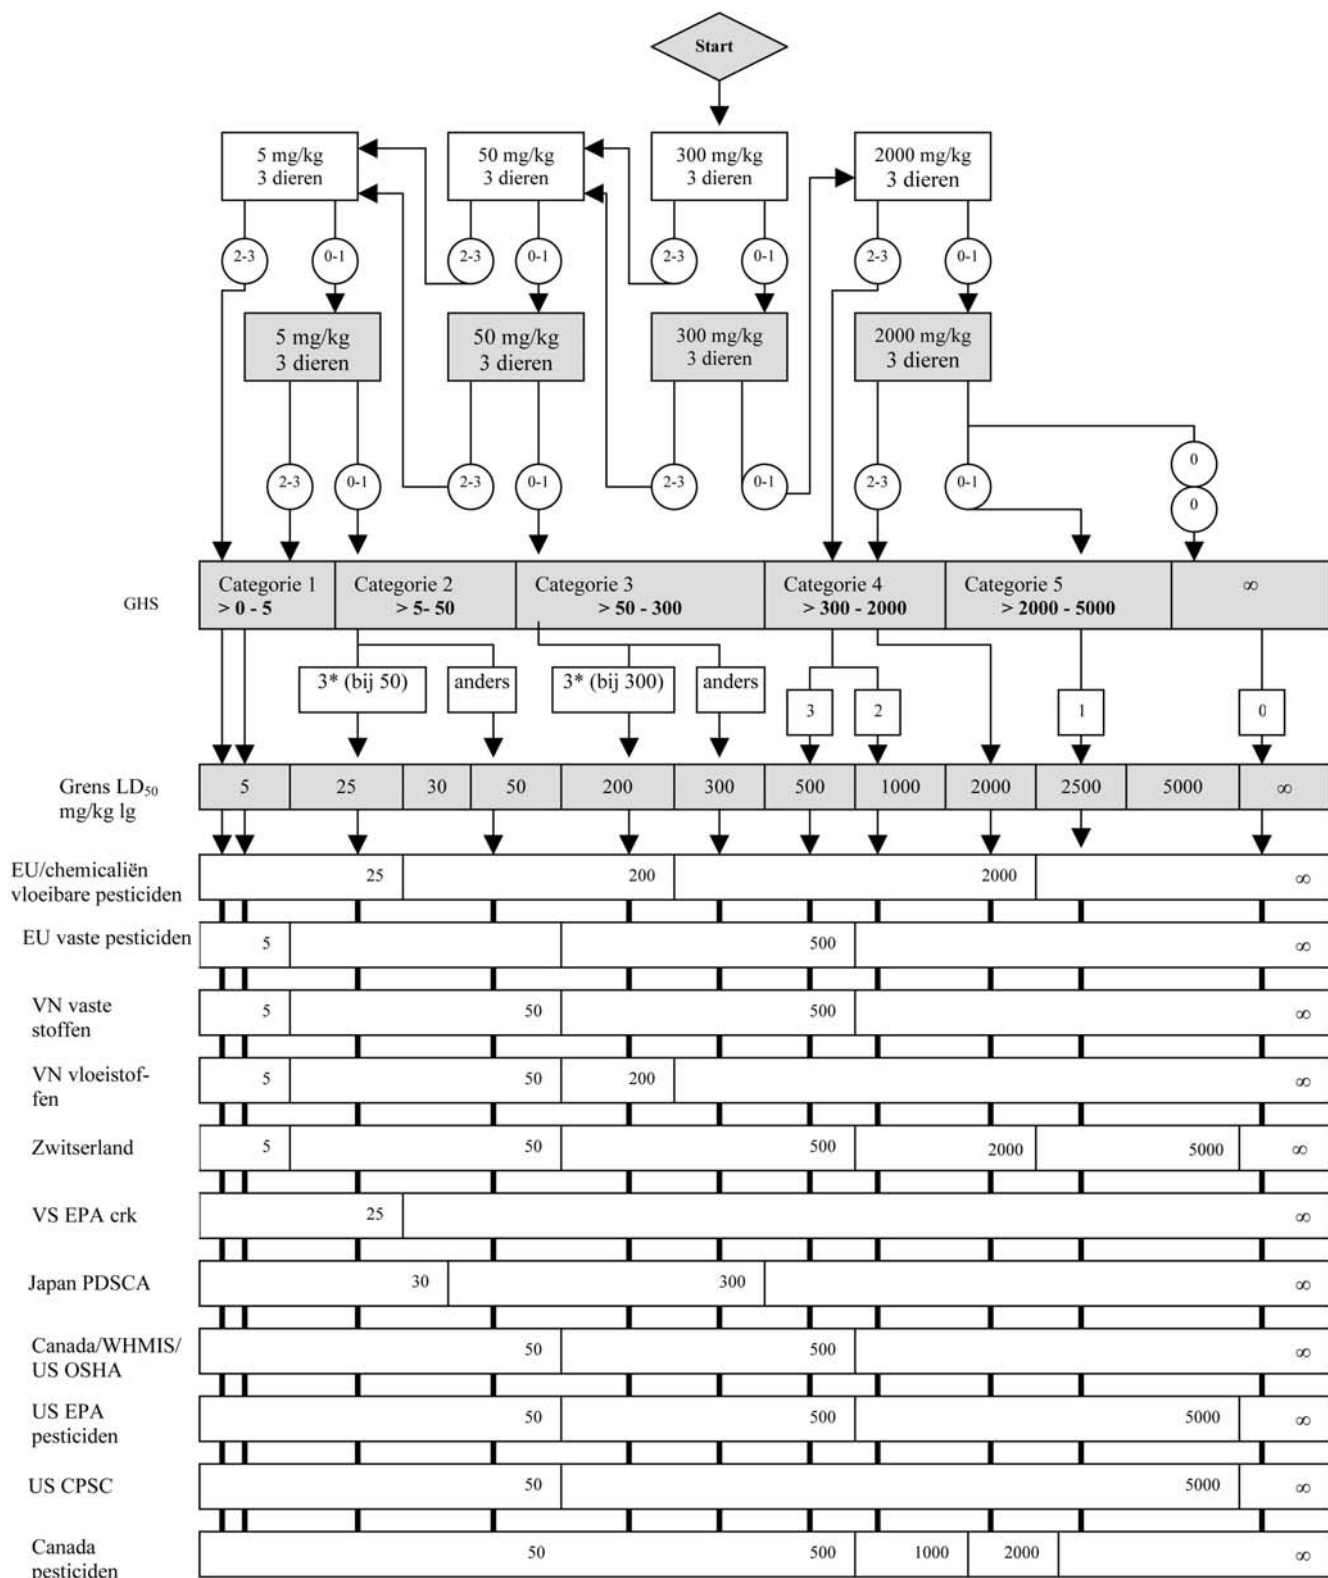 Start
5 mg/kg
3 dieren
50 mg/kg
3 dieren
300 mg/kg
3 dieren
2000 mg/kg
3 dieren
2-3
0-1
2-3
0-1
2-3
0-1
2-3
0-1
5 mg/kg
3 dieren
50 mg/kg
3 dieren
300 mg/kg
3 dieren
2000 mg/kg
3 dieren
2-3
0-1
2-3
0-1
2-3
0-1
2-3
0-1
0
0
GHS
Categorie 1
> 0 - 5
Categorie 2
> 5- 50
Categorie 3
> 50 - 300
Categorie 4
> 300 - 2000
Categorie 5
> 2000 - 5000
∞
3* (bij 50)
anders
3* (bij 300)
anders
3
2
1
0
Grens LD₅₀
mg/kg lg
5
25
30
50
200
300
500
1000
2000
2500
5000
∞
EU/chemicaliën
vloeibare pesticiden
25
200
2000
∞
EU vaste pesticiden
5
500
∞
VN vaste
stoffen
5
50
500
∞
VN vloeistof-
fen
5
50
200
∞
Zwitserland
5
50
500
2000
5000
∞
VS EPA crk
25
∞
Japan PDSCA
30
300
∞
Canada/WHMIS/
US OSHA
50
500
∞
US EPA
pesticiden
50
500
5000
∞
US CPSC
50
5000
∞
Canada
pesticiden
50
500
1000
2000
∞